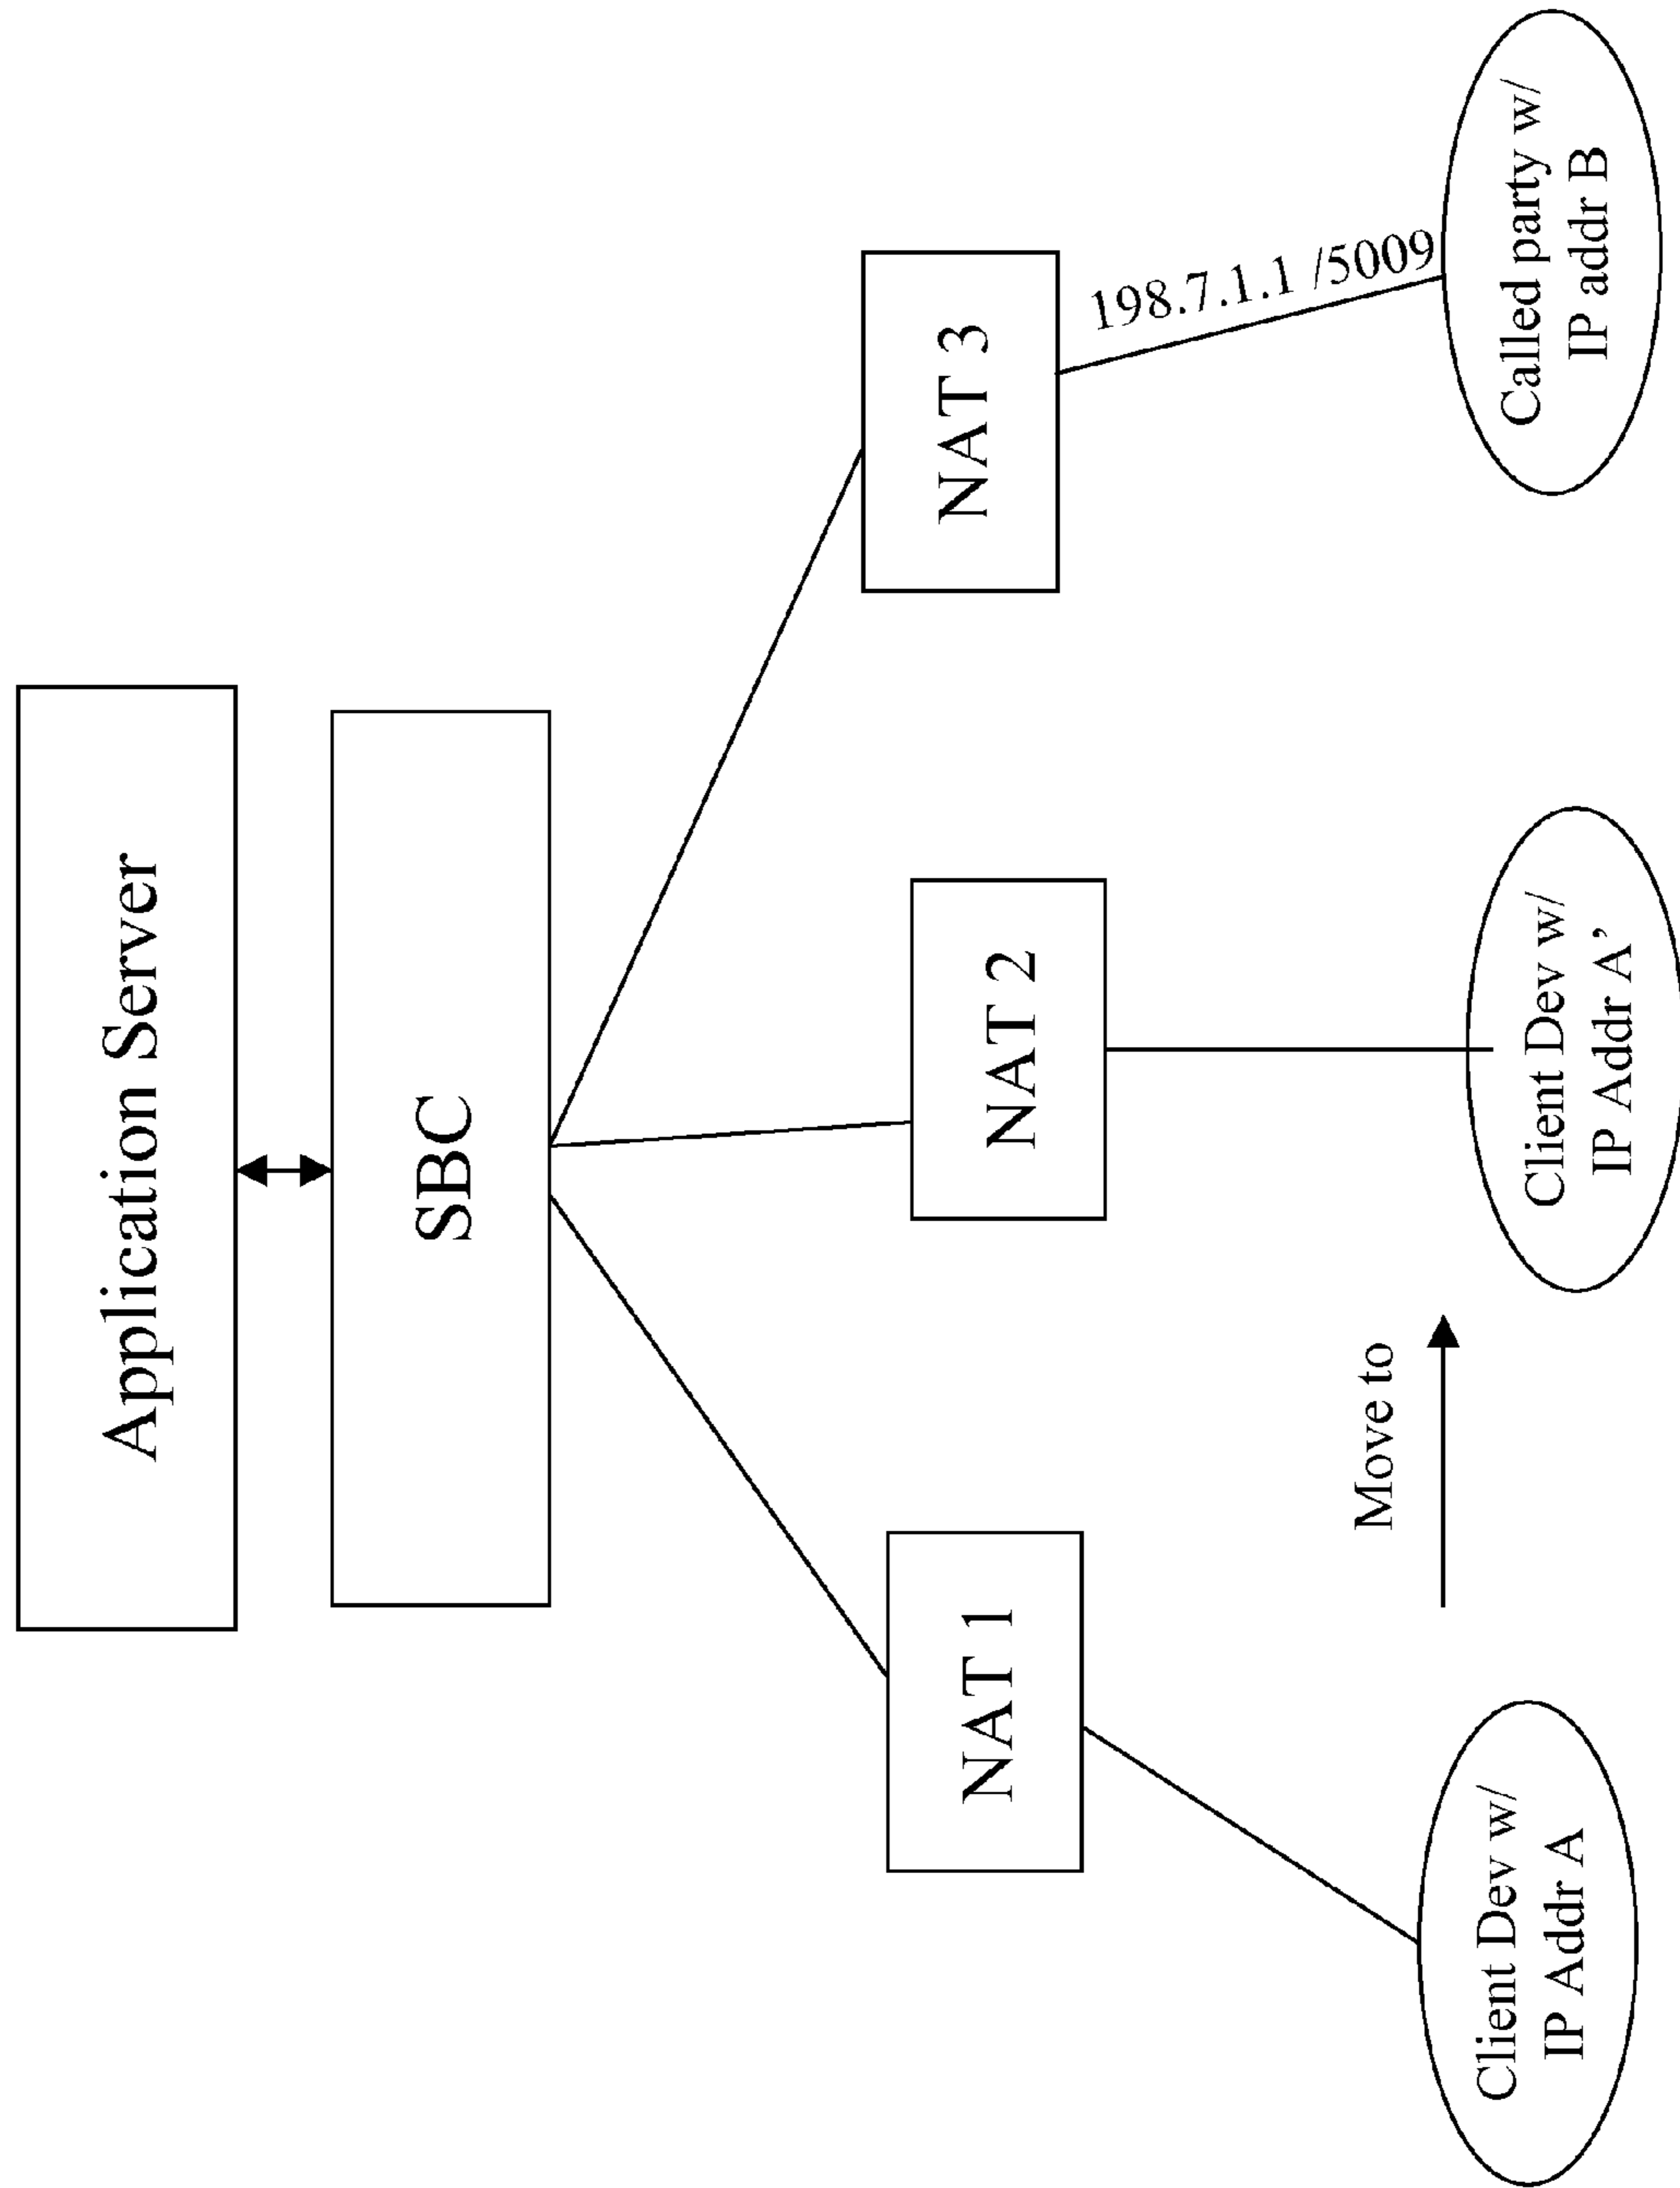 Application Server
SBC
NAT 1
NAT 2
NAT 3
198.7.1.1 /5009
Move to
Client Dev w/
IP Addr A
Client Dev w/
IP Addr A’
Called party w/
IP addr B